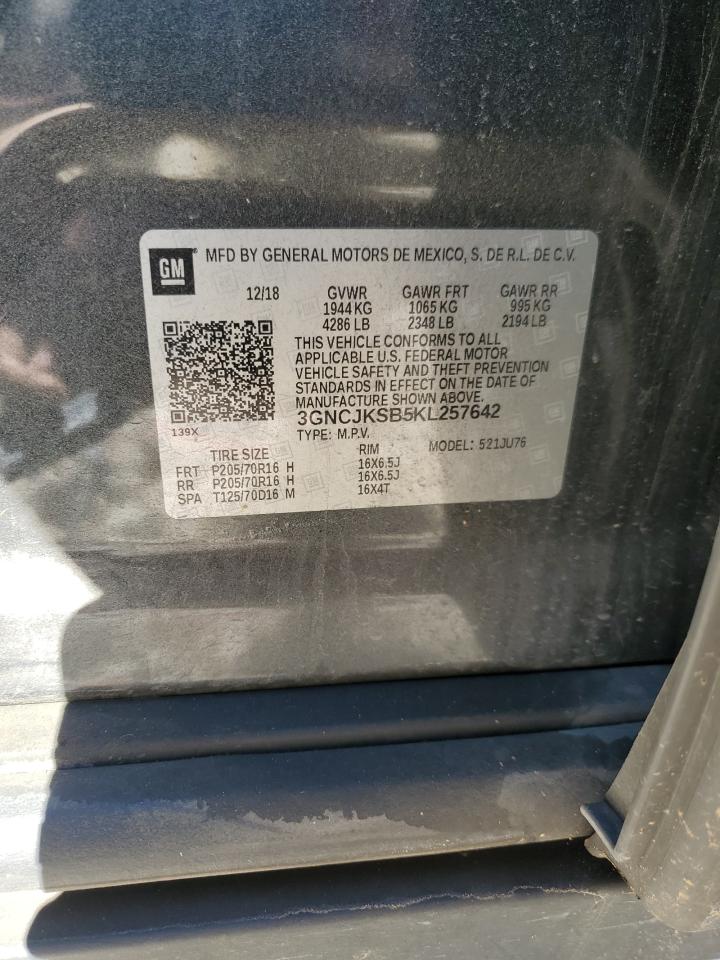 GM
MFD BY GENERAL MOTORS DE MEXICO, S. DE R.L. DE C.V.
12/18 GVWR GAWR FRT GAWR RR
1944 KG 1065 KG 995 KG
4286 LB 2348 LB 2194 LB
THIS VEHICLE CONFORMS TO ALL
APPLICABLE U.S. FEDERAL MOTOR
VEHICLE SAFETY AND THEFT PREVENTION
STANDARDS IN EFFECT ON THE DATE OF
MANUFACTURE SHOWN ABOVE.
3GNCJKSB5KL257642
139X
TYPE: M.P.V. MODEL: 521JU76
TIRE SIZE RIM
FRT P205/70R16 H 16X6.5J
RR P205/70R16 H 16X6.5J
SPA T125/70D16 M 16X4T